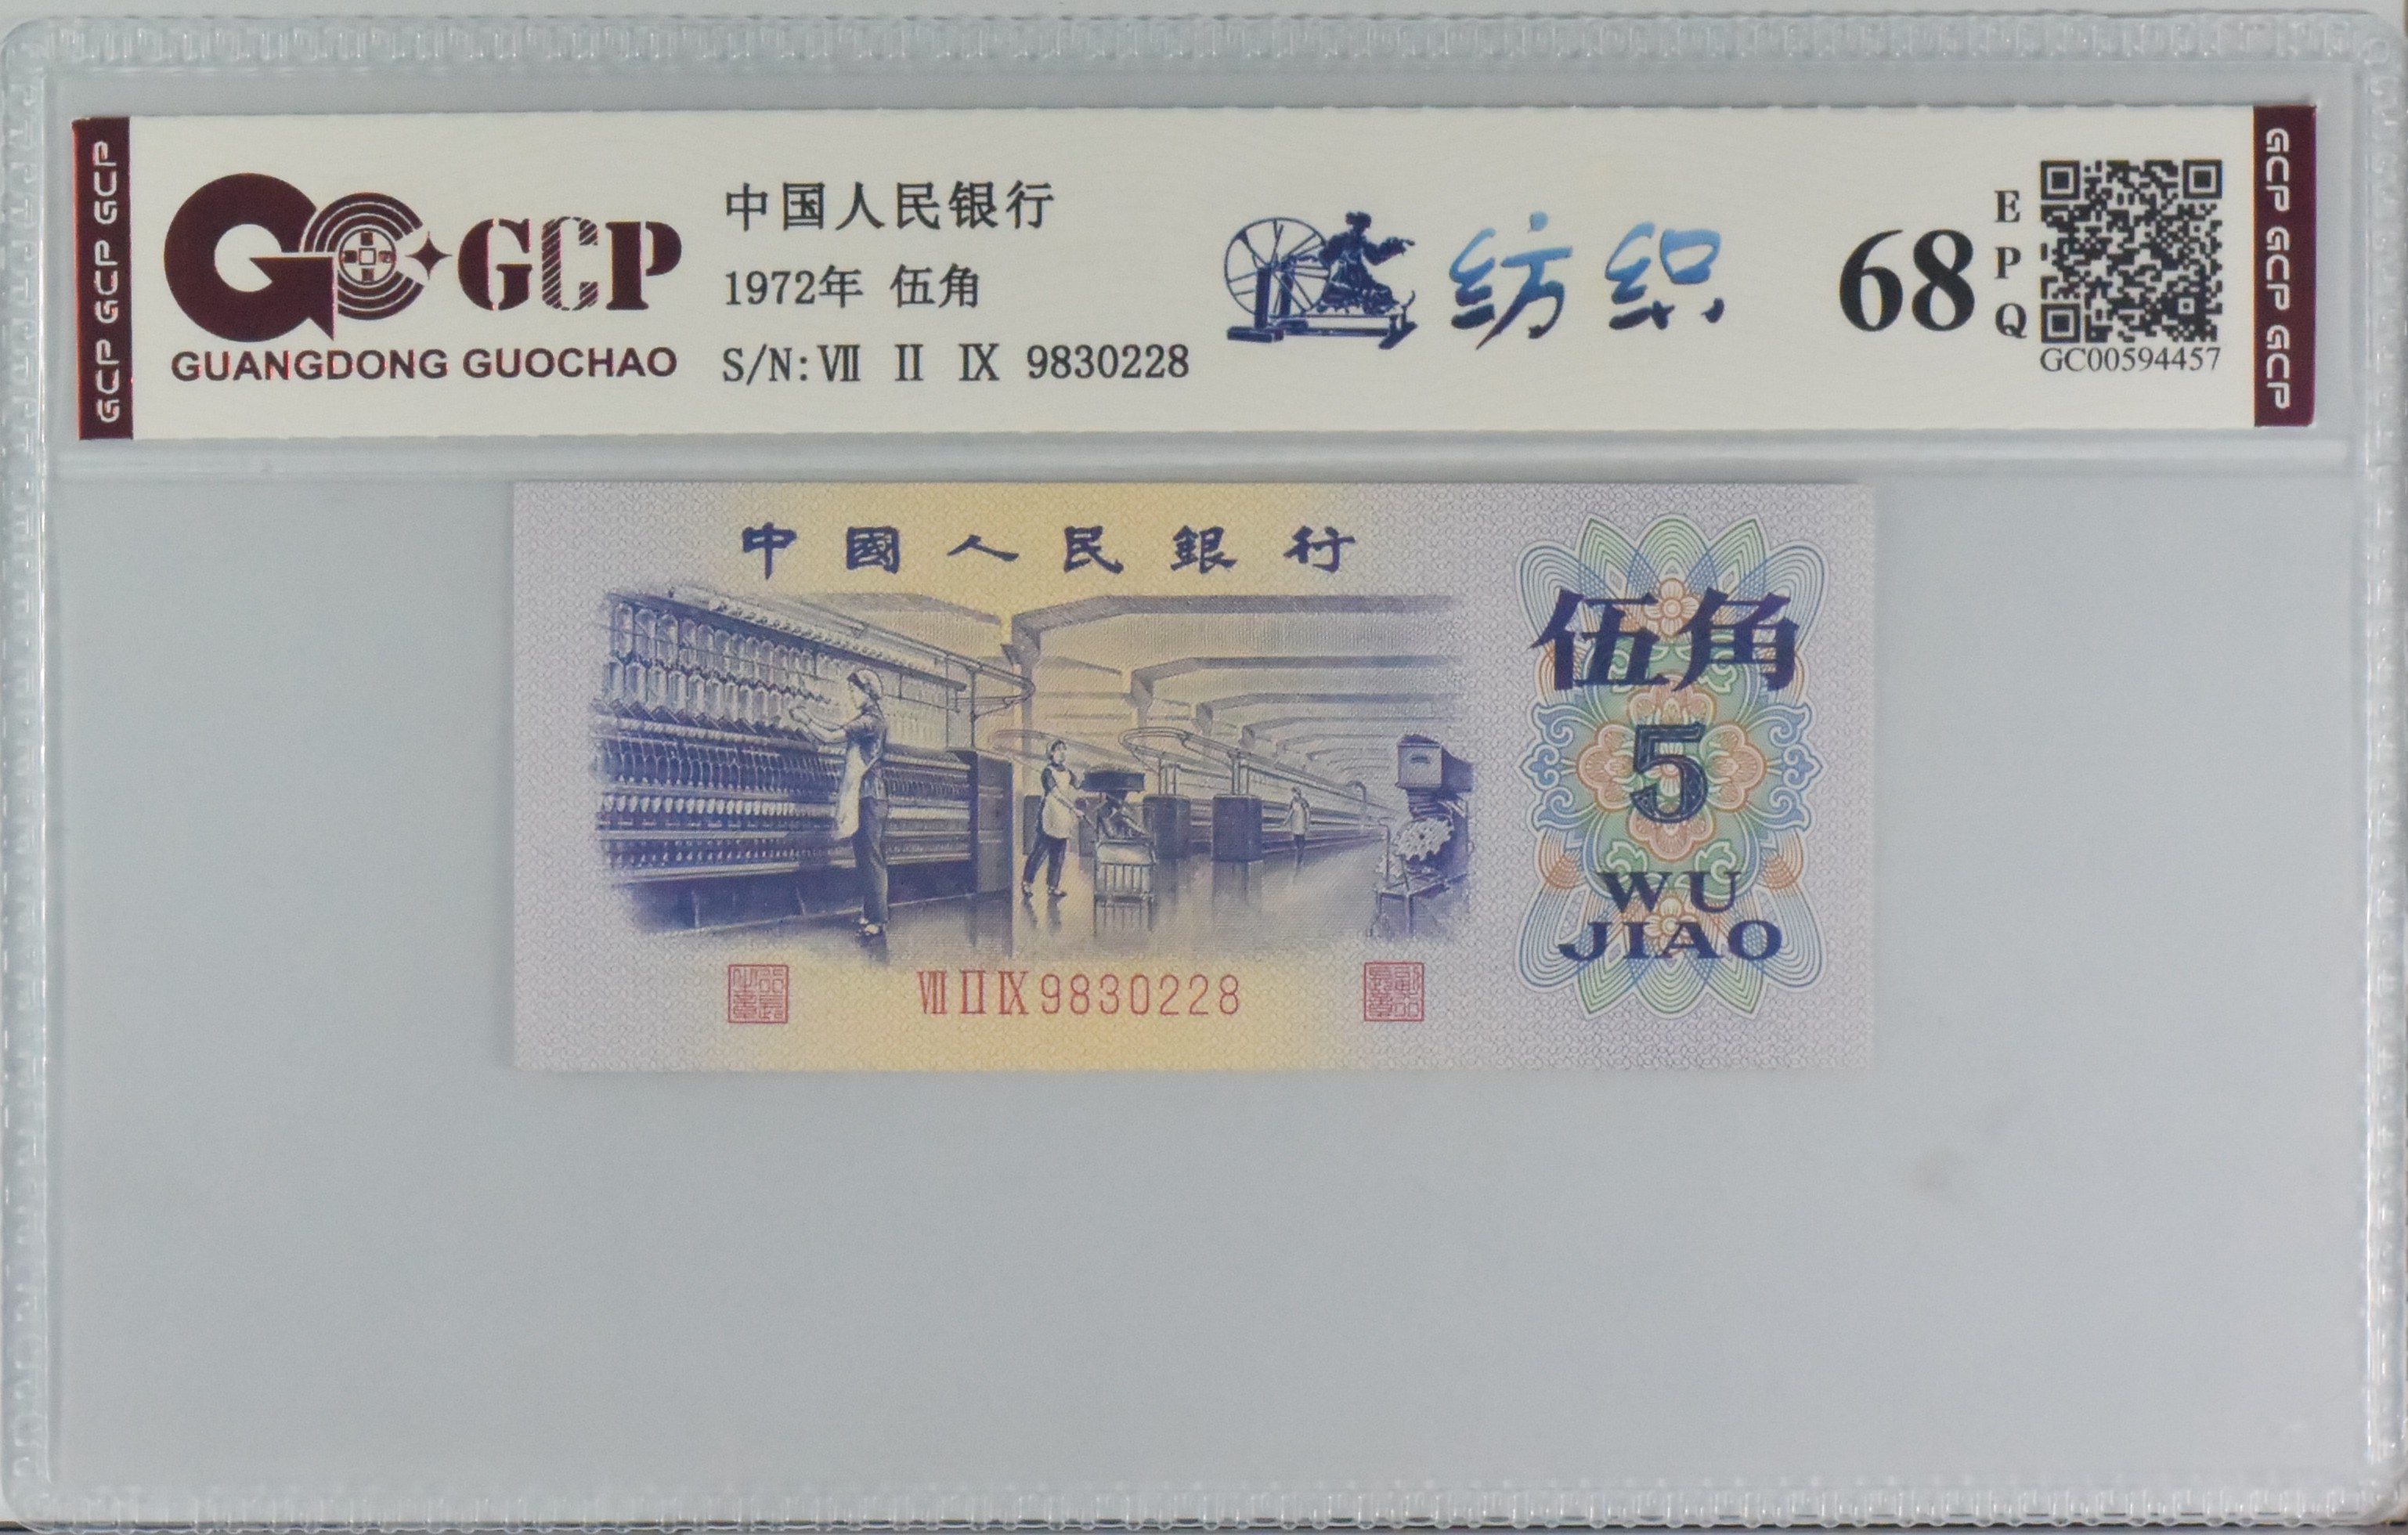 GCP GCP GCP
GCP
GUANGDONG GUOCHAO
中国人民银行
1972年 伍角
S/N: Ⅶ Ⅱ Ⅸ 9830228
纺织
68
E
P
Q
GC00594457
GCP GCP GCP
中國人民銀行
伍角
5
WU
JIAO
Ⅶ Ⅱ Ⅸ 9830228